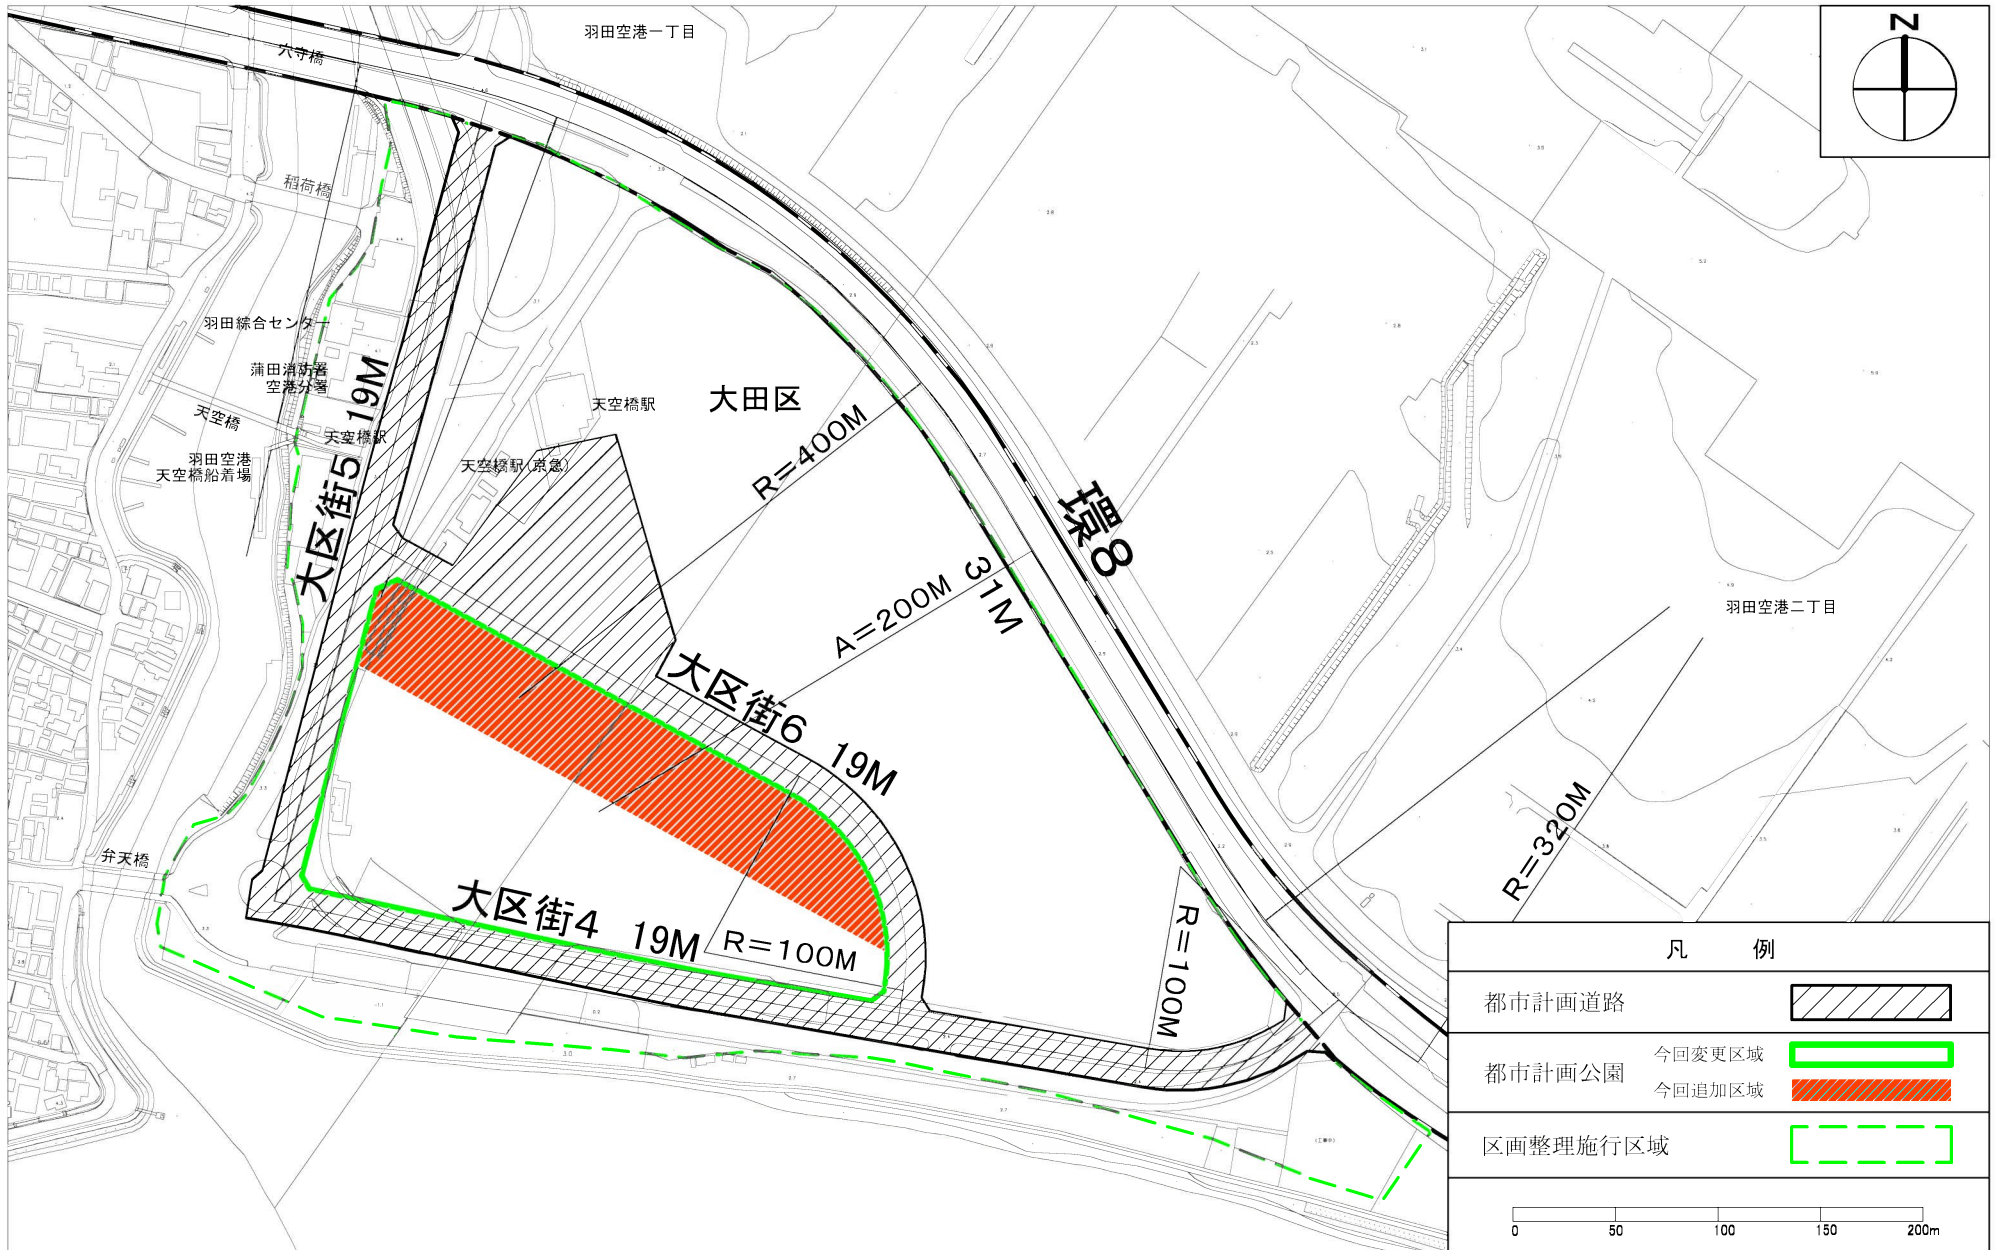 羽田空港一丁目
穴守橋
N
稲荷橋
羽田綜合センター
蒲田消防署
空港分署
天空橋
天空橋駅
羽田空港
天空橋船着場
天空橋駅
天空橋駅(京急)
大田区
R=400M
A=200M
環8
31M
羽田空港二丁目
大区街5 19M
大区街6 19M
大区街4 19M
R=100M
R=100M
R=320M
弁天橋
(工事中)
凡 例
都市計画道路
都市計画公園
今回変更区域
今回追加区域
区画整理施行区域
0 50 100 150 200m